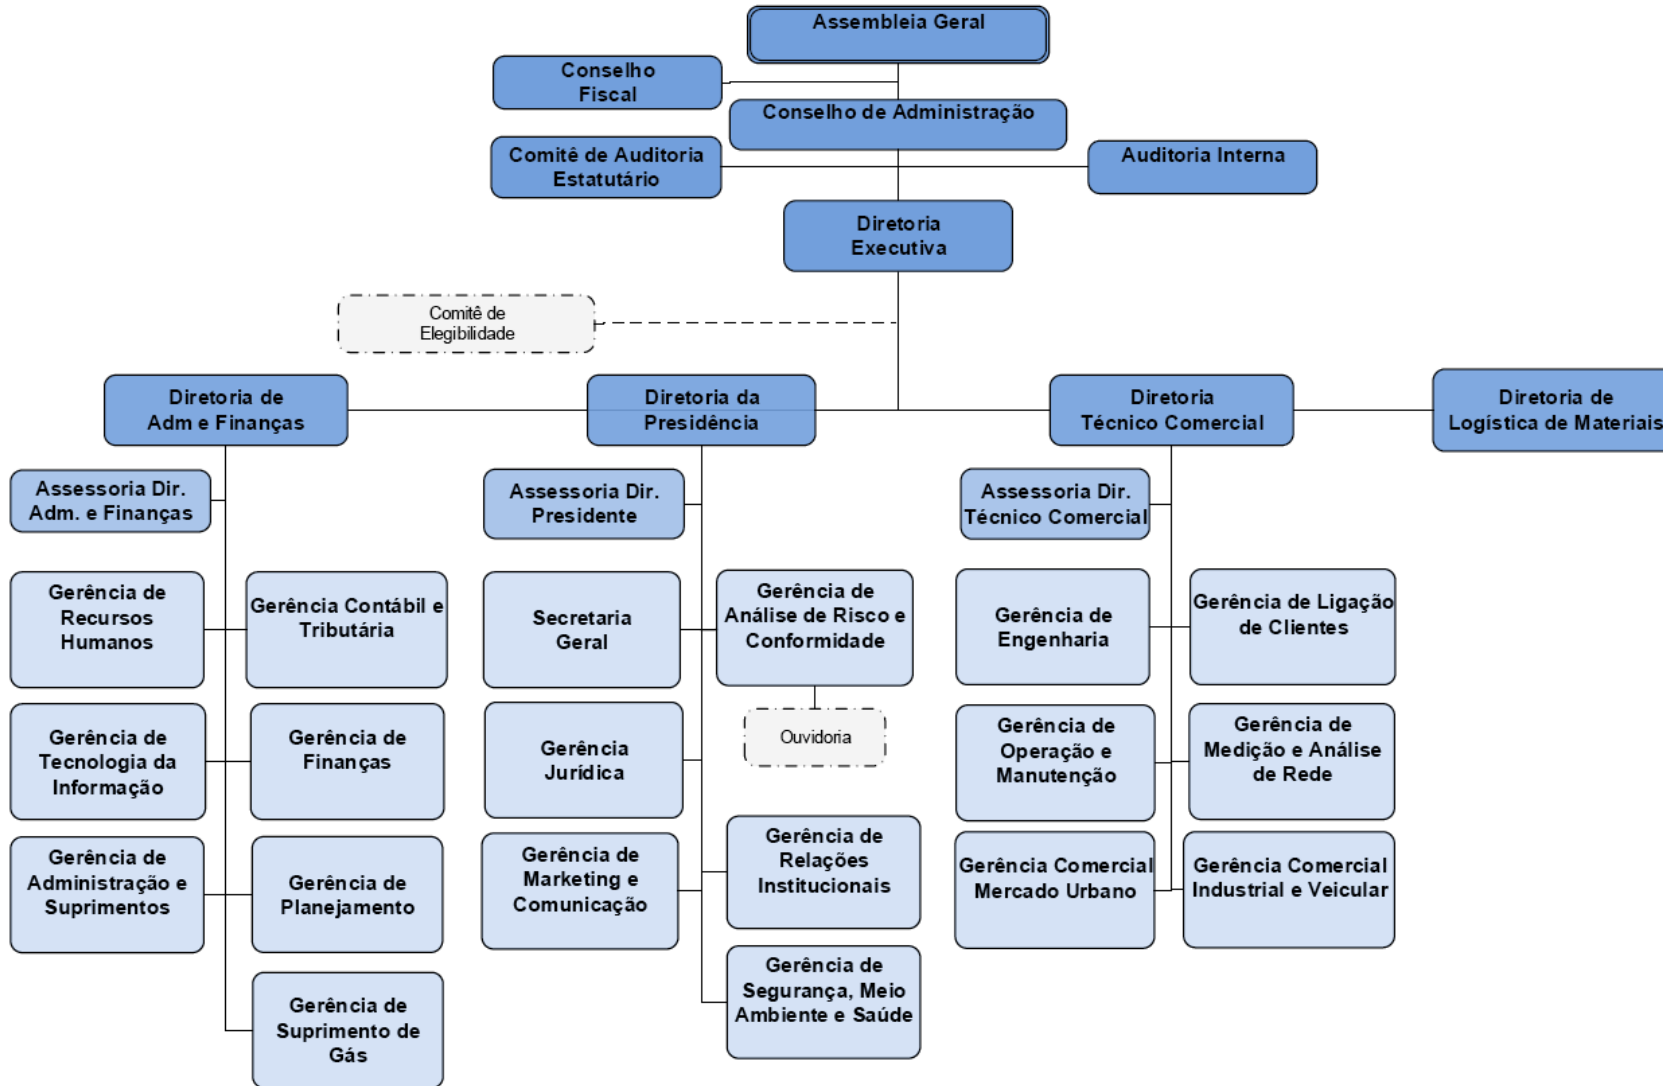 Assembleia Geral
Conselho
Fiscal
Conselho de Administração
Comitê de Auditoria
Estatutário
Auditoria Interna
Diretoria
Executiva
Comitê de
Elegibilidade
Diretoria de
Adm e Finanças
Diretoria da
Presidência
Diretoria
Técnico Comercial
Diretoria de
Logística de Materiais
Assessoria Dir.
Adm. e Finanças
Assessoria Dir.
Presidente
Assessoria Dir.
Técnico Comercial
Gerência de
Recursos
Humanos
Gerência Contábil e
Tributária
Secretaria
Geral
Gerência de
Análise de Risco e
Conformidade
Gerência de
Engenharia
Gerência de Ligação
de Clientes
Gerência de
Tecnologia da
Informação
Gerência de
Finanças
Gerência
Jurídica
Ouvidoria
Gerência de
Operação e
Manutenção
Gerência de
Medição e Análise
de Rede
Gerência de
Administração e
Suprimentos
Gerência de
Planejamento
Gerência de
Marketing e
Comunicação
Gerência de
Relações
Institucionais
Gerência Comercial
Mercado Urbano
Gerência Comercial
Industrial e Veicular
Gerência de
Suprimento de
Gás
Gerência de
Segurança, Meio
Ambiente e Saúde